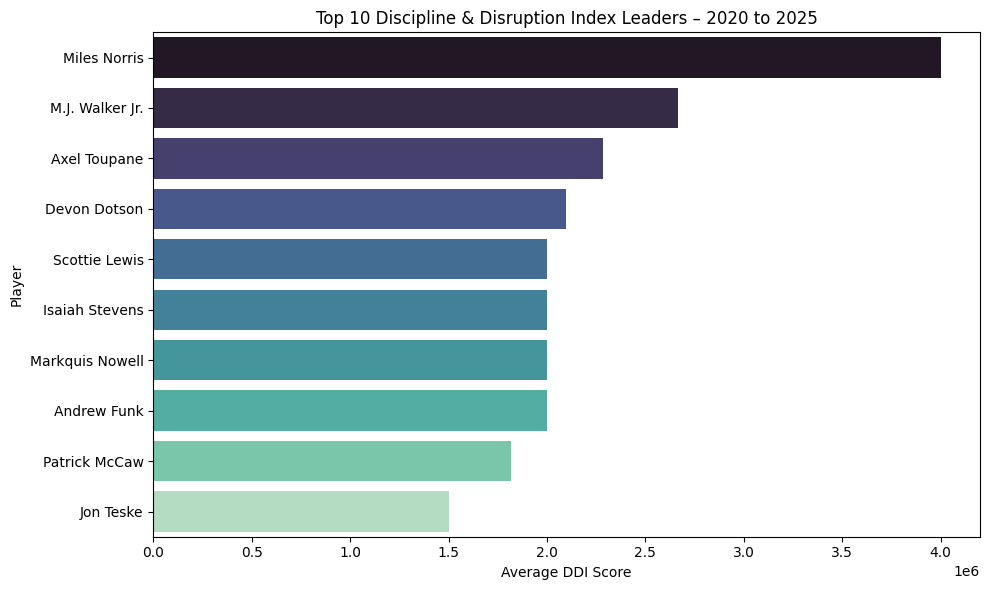 Top 10 Discipline & Disruption Index Leaders – 2020 to 2025
Player
Miles Norris
M.J. Walker Jr.
Axel Toupane
Devon Dotson
Scottie Lewis
Isaiah Stevens
Markquis Nowell
Andrew Funk
Patrick McCaw
Jon Teske
0.0 0.5 1.0 1.5 2.0 2.5 3.0 3.5 4.0
1e6
Average DDI Score